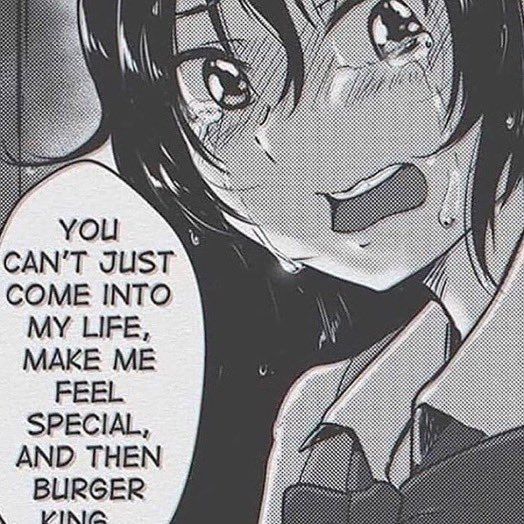 YOU
CAN'T JUST
COME INTO
MY LIFE,
MAKE ME
FEEL
SPECIAL,
AND THEN
BURGER
KING